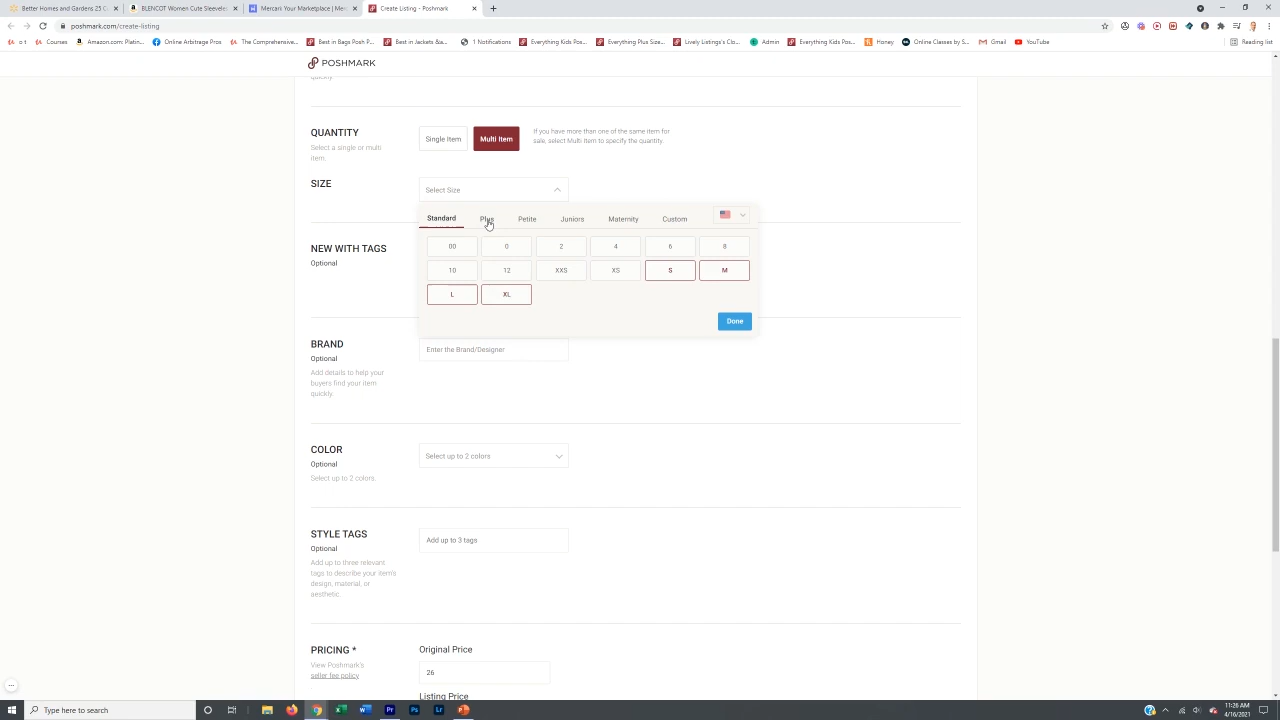 Better Homes and Gardens 25 C
BLENCOT Women Cute Sleeveles
Mercari Your Marketplace | Merc
Create Listing - Poshmark
poshmark.com/create-listing
Courses
Amazon.com: Platin...
Online Arbitrage Pros
The Comprehensive...
Best in Bags Posh P...
Best in Jackets &a...
1 Notifications
Everything Kids Pos...
Everything Plus Size...
Lively Listings's Clo...
Admin
Everything Kids Pos...
Honey
Online Classes by S...
Gmail
YouTube
Reading list
POSHMARK
quickly.
QUANTITY
Select a single or multi
item.
Single Item
Multi Item
If you have more than one of the same item for
sale, select Multi Item to specify the quantity.
SIZE
Select Size
Standard
Plus
Petite
Juniors
Maternity
Custom
00
0
2
4
6
8
10
12
XXS
XS
S
M
L
XL
Done
NEW WITH TAGS
Optional
BRAND
Optional
Add details to help your
buyers find your item
quickly.
Enter the Brand/Designer
COLOR
Optional
Select up to 2 colors.
Select up to 2 colors
STYLE TAGS
Optional
Add up to three relevant
tags to describe your item's
design, material, or
aesthetic.
Add up to 3 tags
PRICING *
View Poshmark's
seller fee policy
Original Price
26
Listing Price
Type here to search
11:26 AM
4/16/2021